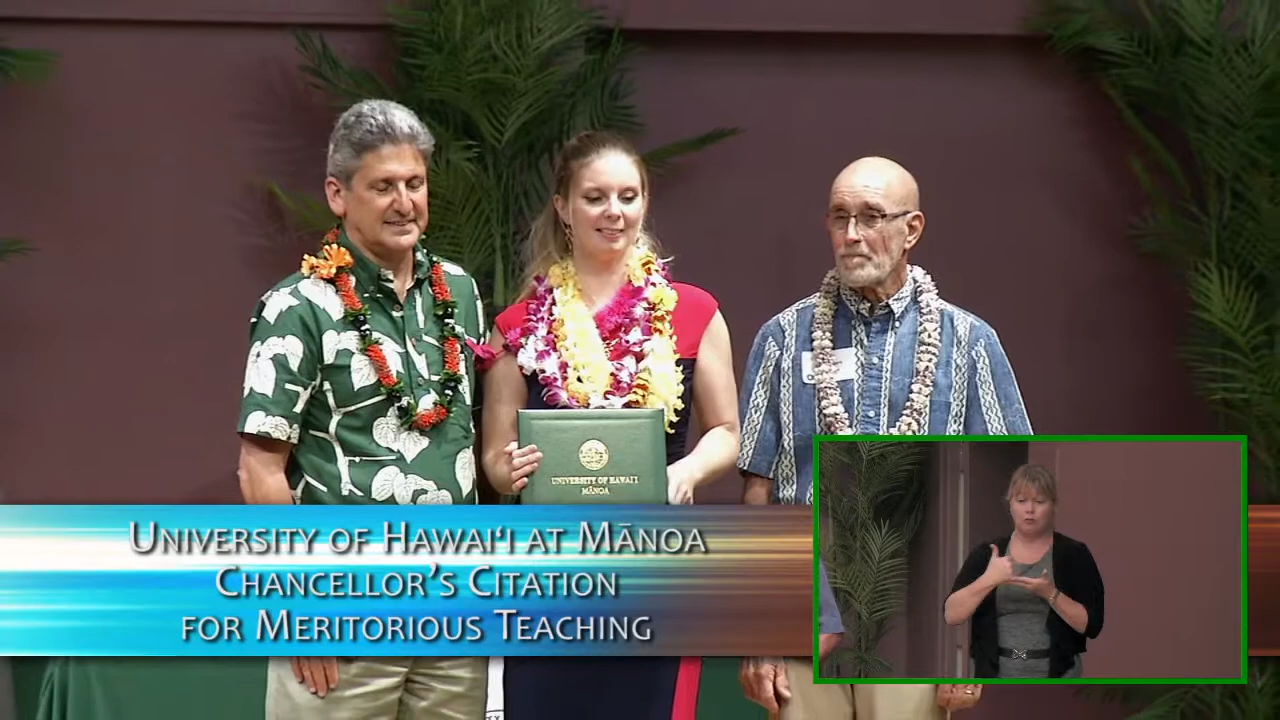 UNIVERSITY OF HAWAI'I
MĀNOA
UNIVERSITY OF HAWAI‘I AT MĀNOA
CHANCELLOR’S CITATION
FOR MERITORIOUS TEACHING